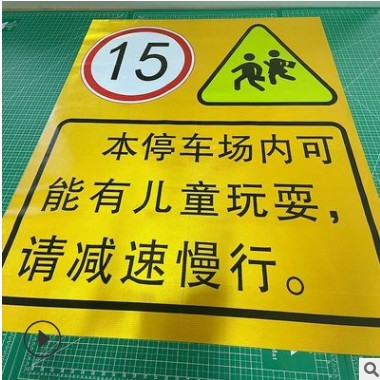 15
本停车场内可
能有儿童玩耍，
请减速慢行。